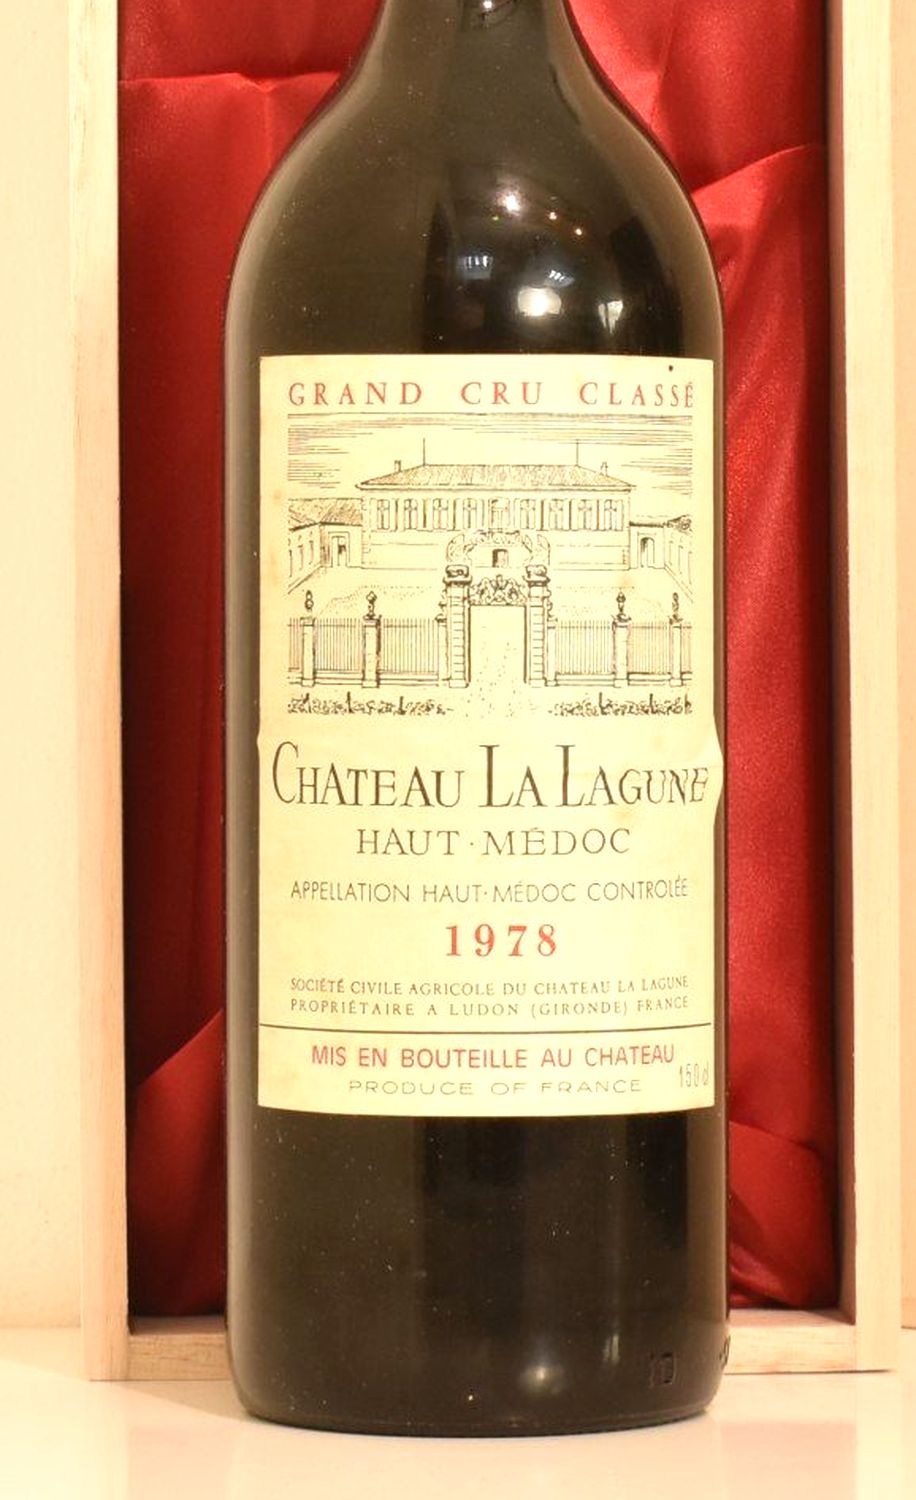 GRAND CRU CLASSÉ
CHATEAU LA LAGUNE
HAUT·MÉDOC
APPELLATION HAUT·MÉDOC CONTROLÉE
1978
SOCIÉTÉ CIVILE AGRICOLE DU CHATEAU LA LAGUNE
PROPRIÉTAIRE A LUDON (GIRONDE) FRANCE
MIS EN BOUTEILLE AU CHATEAU
PRODUCE OF FRANCE
150 cl